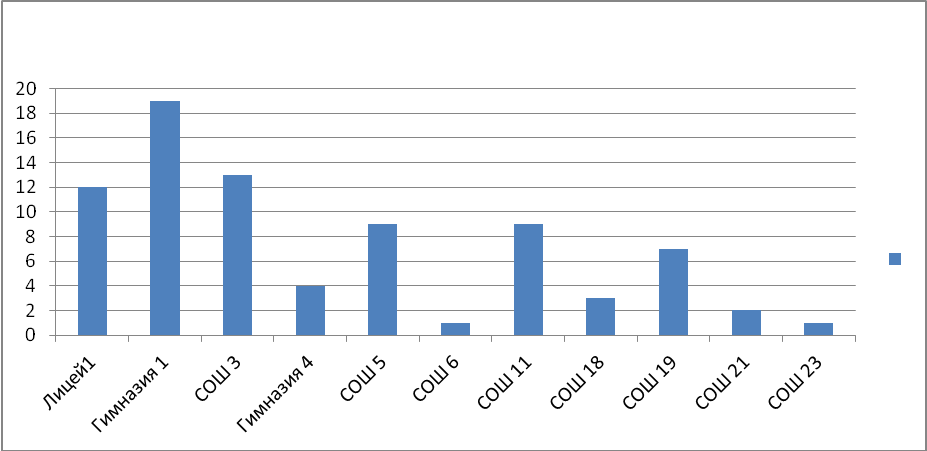 20
18
16
14
12
10
8
6
4
2
0
Лицей1
Гимназия 1
СОШ 3
Гимназия 4
СОШ 5
СОШ 6
СОШ 11
СОШ 18
СОШ 19
СОШ 21
СОШ 23